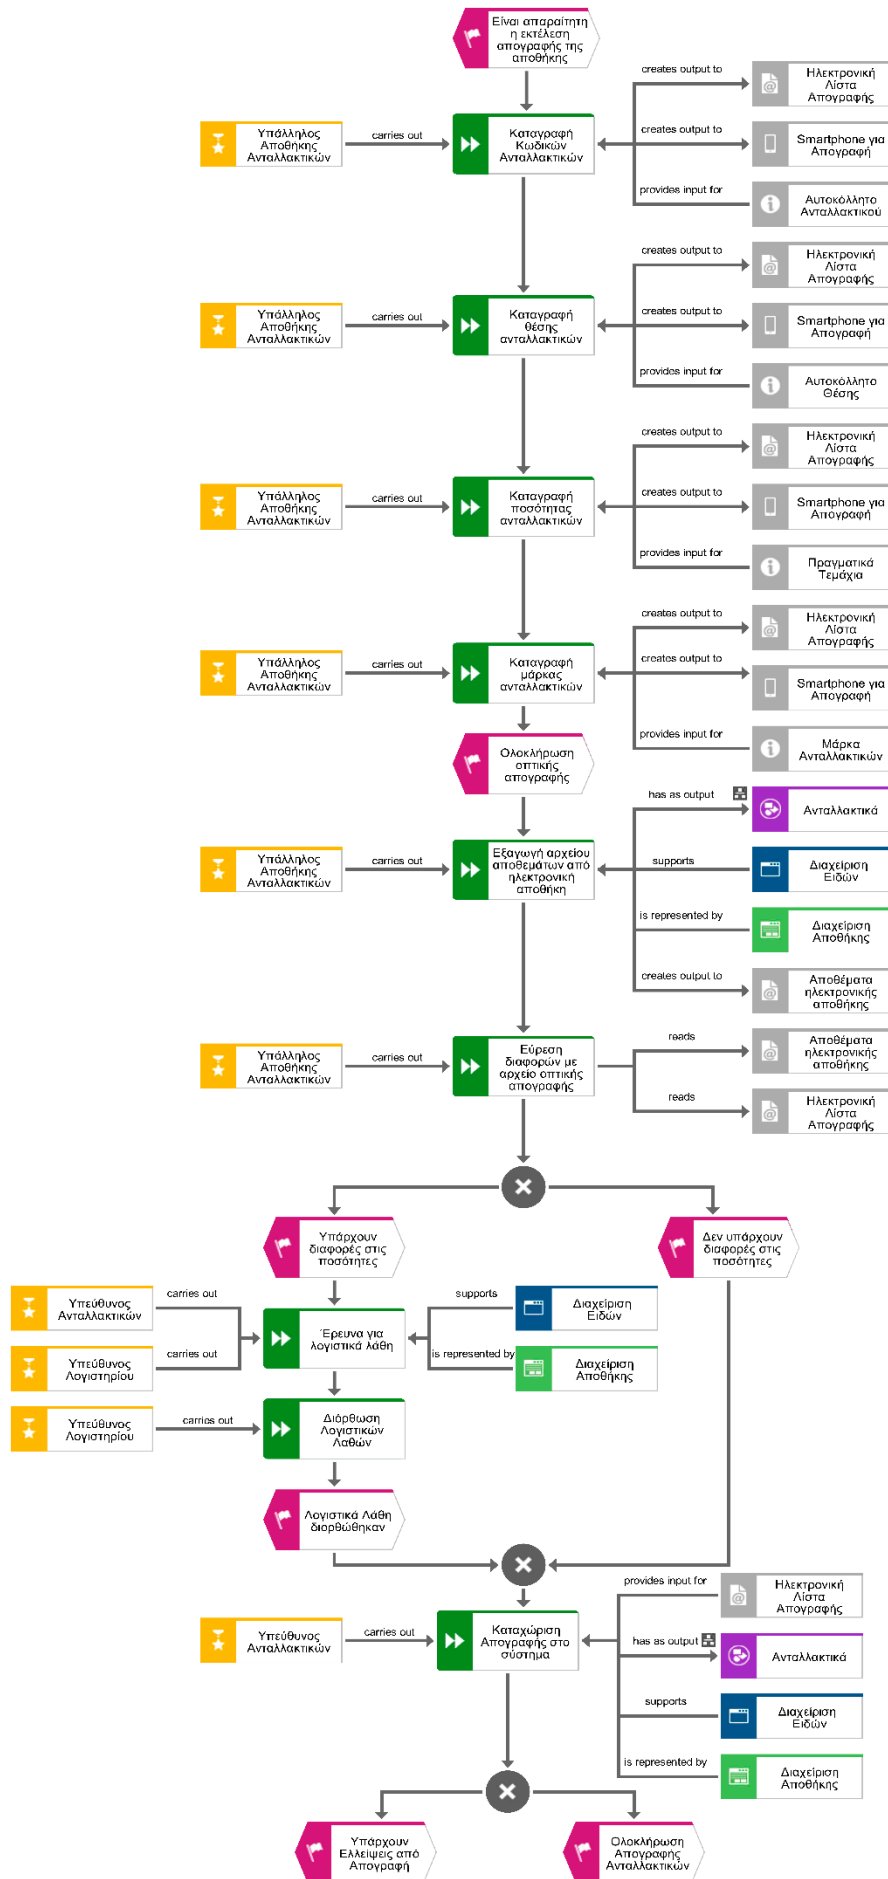 Είναι απαραίτητη
η εκτέλεση
απογραφής της
αποθήκης
creates output to
Ηλεκτρονική
Λίστα
Απογραφής
Υπάλληλος
Αποθήκης
Ανταλλακτικών
carries out
Καταγραφή
Κωδικών
Ανταλλακτικών
creates output to
Smartphone για
Απογραφή
provides input for
Αυτοκόλλητο
Ανταλλακτικού
creates output to
Ηλεκτρονική
Λίστα
Απογραφής
Υπάλληλος
Αποθήκης
Ανταλλακτικών
carries out
Καταγραφή
θέσης
ανταλλακτικών
creates output to
Smartphone για
Απογραφή
provides input for
Αυτοκόλλητο
Θέσης
creates output to
Ηλεκτρονική
Λίστα
Απογραφής
Υπάλληλος
Αποθήκης
Ανταλλακτικών
carries out
Καταγραφή
ποσότητας
ανταλλακτικών
creates output to
Smartphone για
Απογραφή
provides input for
Πραγματικά
Τεμάχια
creates output to
Ηλεκτρονική
Λίστα
Απογραφής
Υπάλληλος
Αποθήκης
Ανταλλακτικών
carries out
Καταγραφή
μάρκας
ανταλλακτικών
creates output to
Smartphone για
Απογραφή
provides input for
Μάρκα
Ανταλλακτικών
Ολοκλήρωση
οπτικής
απογραφής
has as output
Ανταλλακτικά
Υπάλληλος
Αποθήκης
Ανταλλακτικών
carries out
Εξαγωγή αρχείου
αποθεμάτων από
ηλεκτρονική
αποθήκη
supports
Διαχείριση
Ειδών
is represented by
Διαχείριση
Αποθήκης
creates output to
Αποθέματα
ηλεκτρονικής
αποθήκης
Υπάλληλος
Αποθήκης
Ανταλλακτικών
carries out
Εύρεση
διαφορών με
αρχείο οπτικής
απογραφής
reads
Αποθέματα
ηλεκτρονικής
αποθήκης
reads
Ηλεκτρονική
Λίστα
Απογραφής
Υπάρχουν
διαφορές στις
ποσότητες
Δεν υπάρχουν
διαφορές στις
ποσότητες
Υπεύθυνος
Ανταλλακτικών
carries out
Υπεύθυνος
Λογιστηρίου
carries out
Έρευνα για
λογιστικά λάθη
supports
Διαχείριση
Ειδών
is represented by
Διαχείριση
Αποθήκης
Υπεύθυνος
Λογιστηρίου
carries out
Διόρθωση
Λογιστικών
Λαθών
Λογιστικά Λάθη
διορθώθηκαν
provides input for
Ηλεκτρονική
Λίστα
Απογραφής
Υπεύθυνος
Ανταλλακτικών
carries out
Καταχώριση
Απογραφής στο
σύστημα
has as output
Ανταλλακτικά
supports
Διαχείριση
Ειδών
is represented by
Διαχείριση
Αποθήκης
Υπάρχουν
Ελλείψεις από
Απογραφή
Ολοκλήρωση
Απογραφής
Ανταλλακτικών